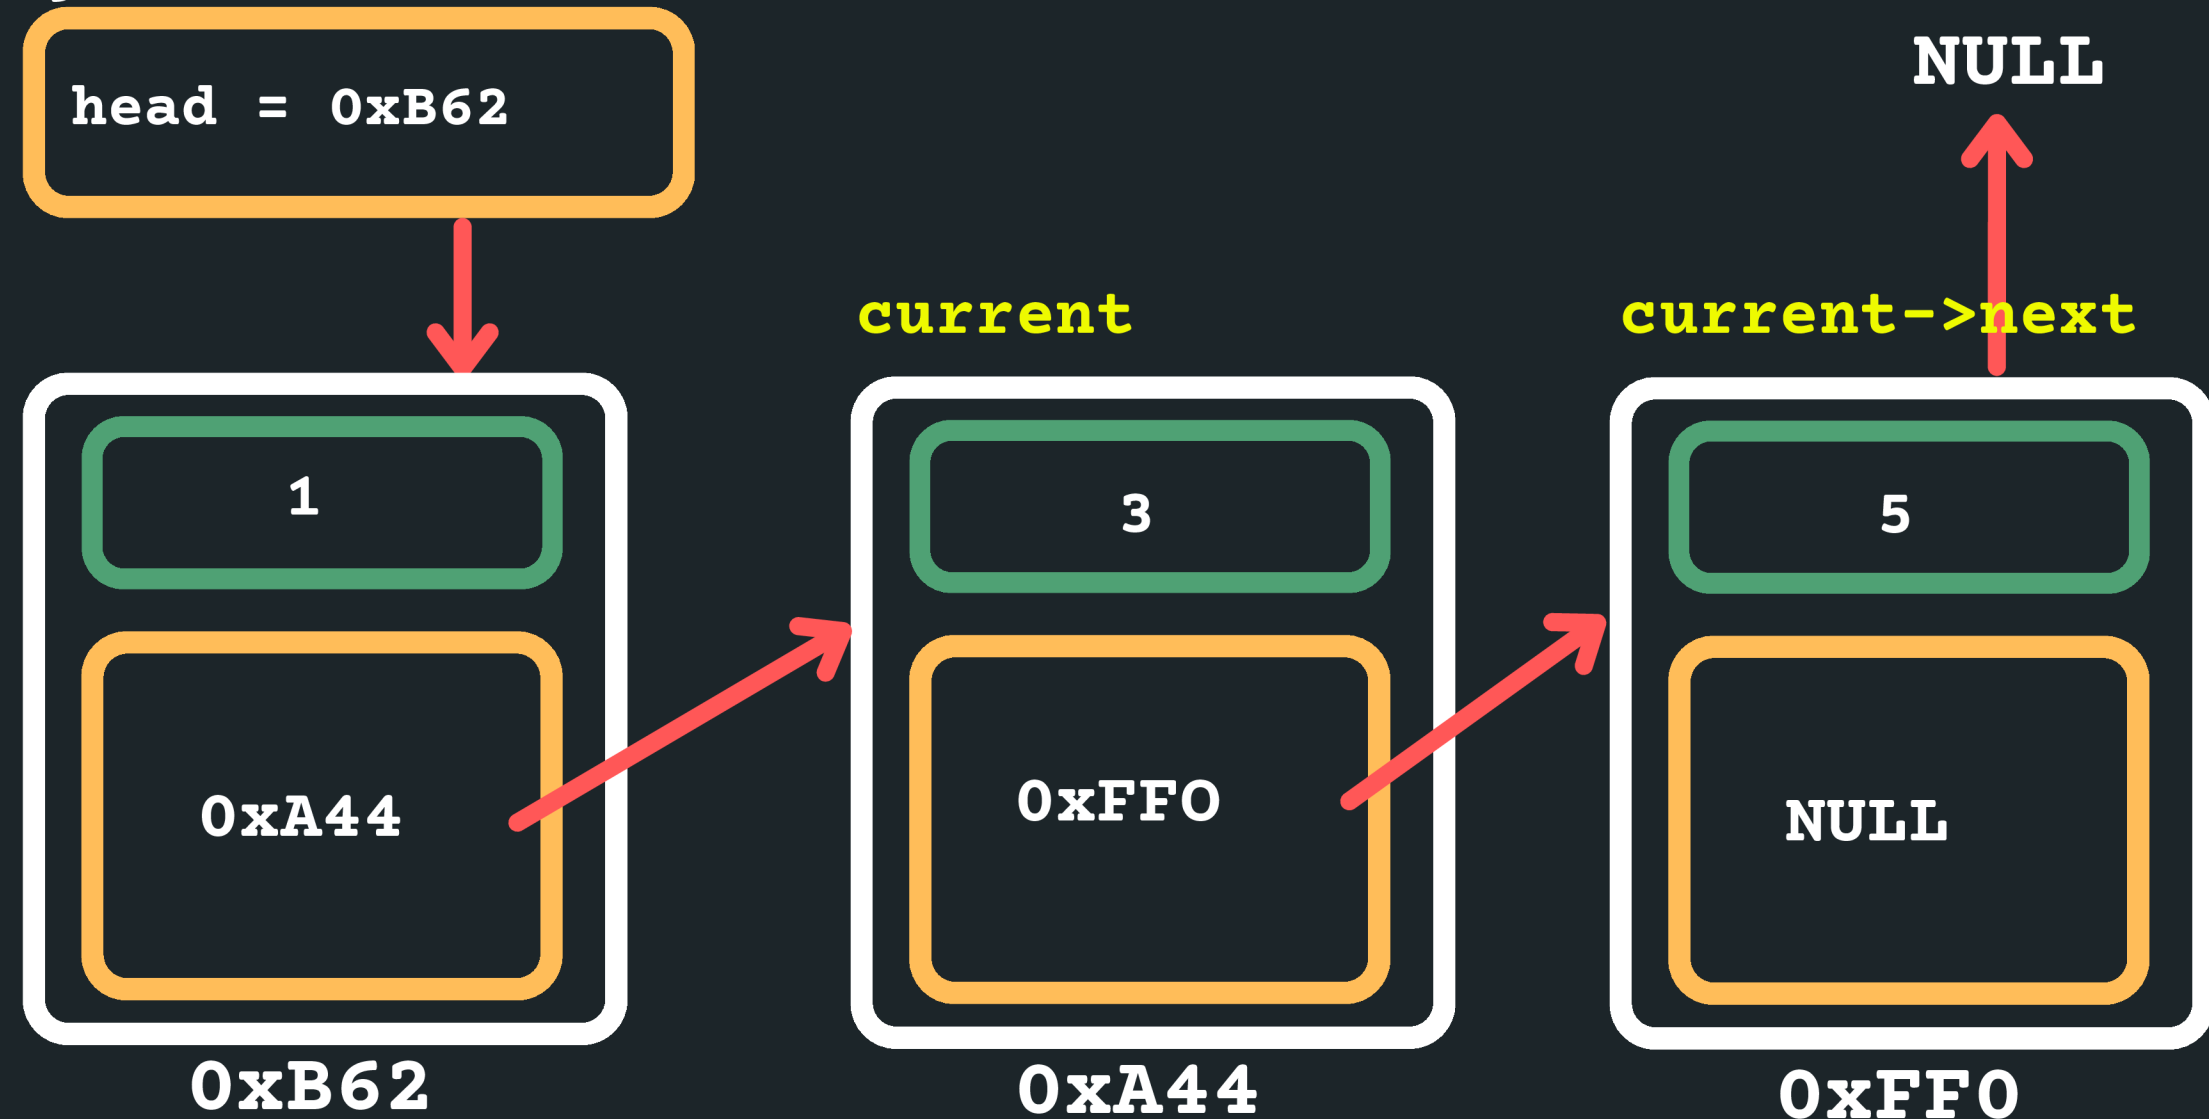 head = 0xB62
NULL
current
current->next
1
3
5
0xA44
0xFF0
NULL
0xB62
0xA44
0xFF0